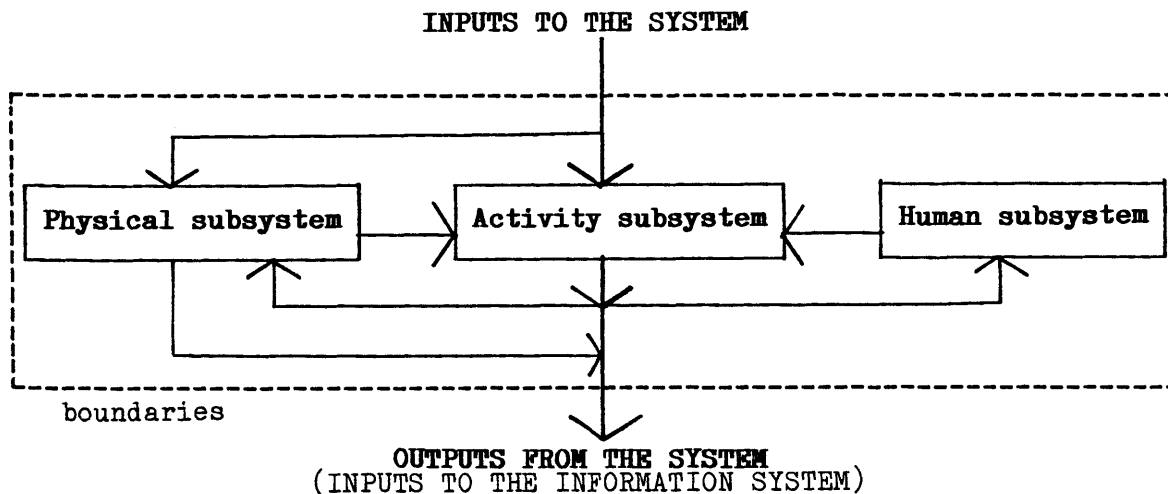 INPUTS TO THE SYSTEM
Physical subsystem
Activity subsystem
Human subsystem
boundaries
OUTPUTS FROM THE SYSTEM
(INPUTS TO THE INFORMATION SYSTEM)